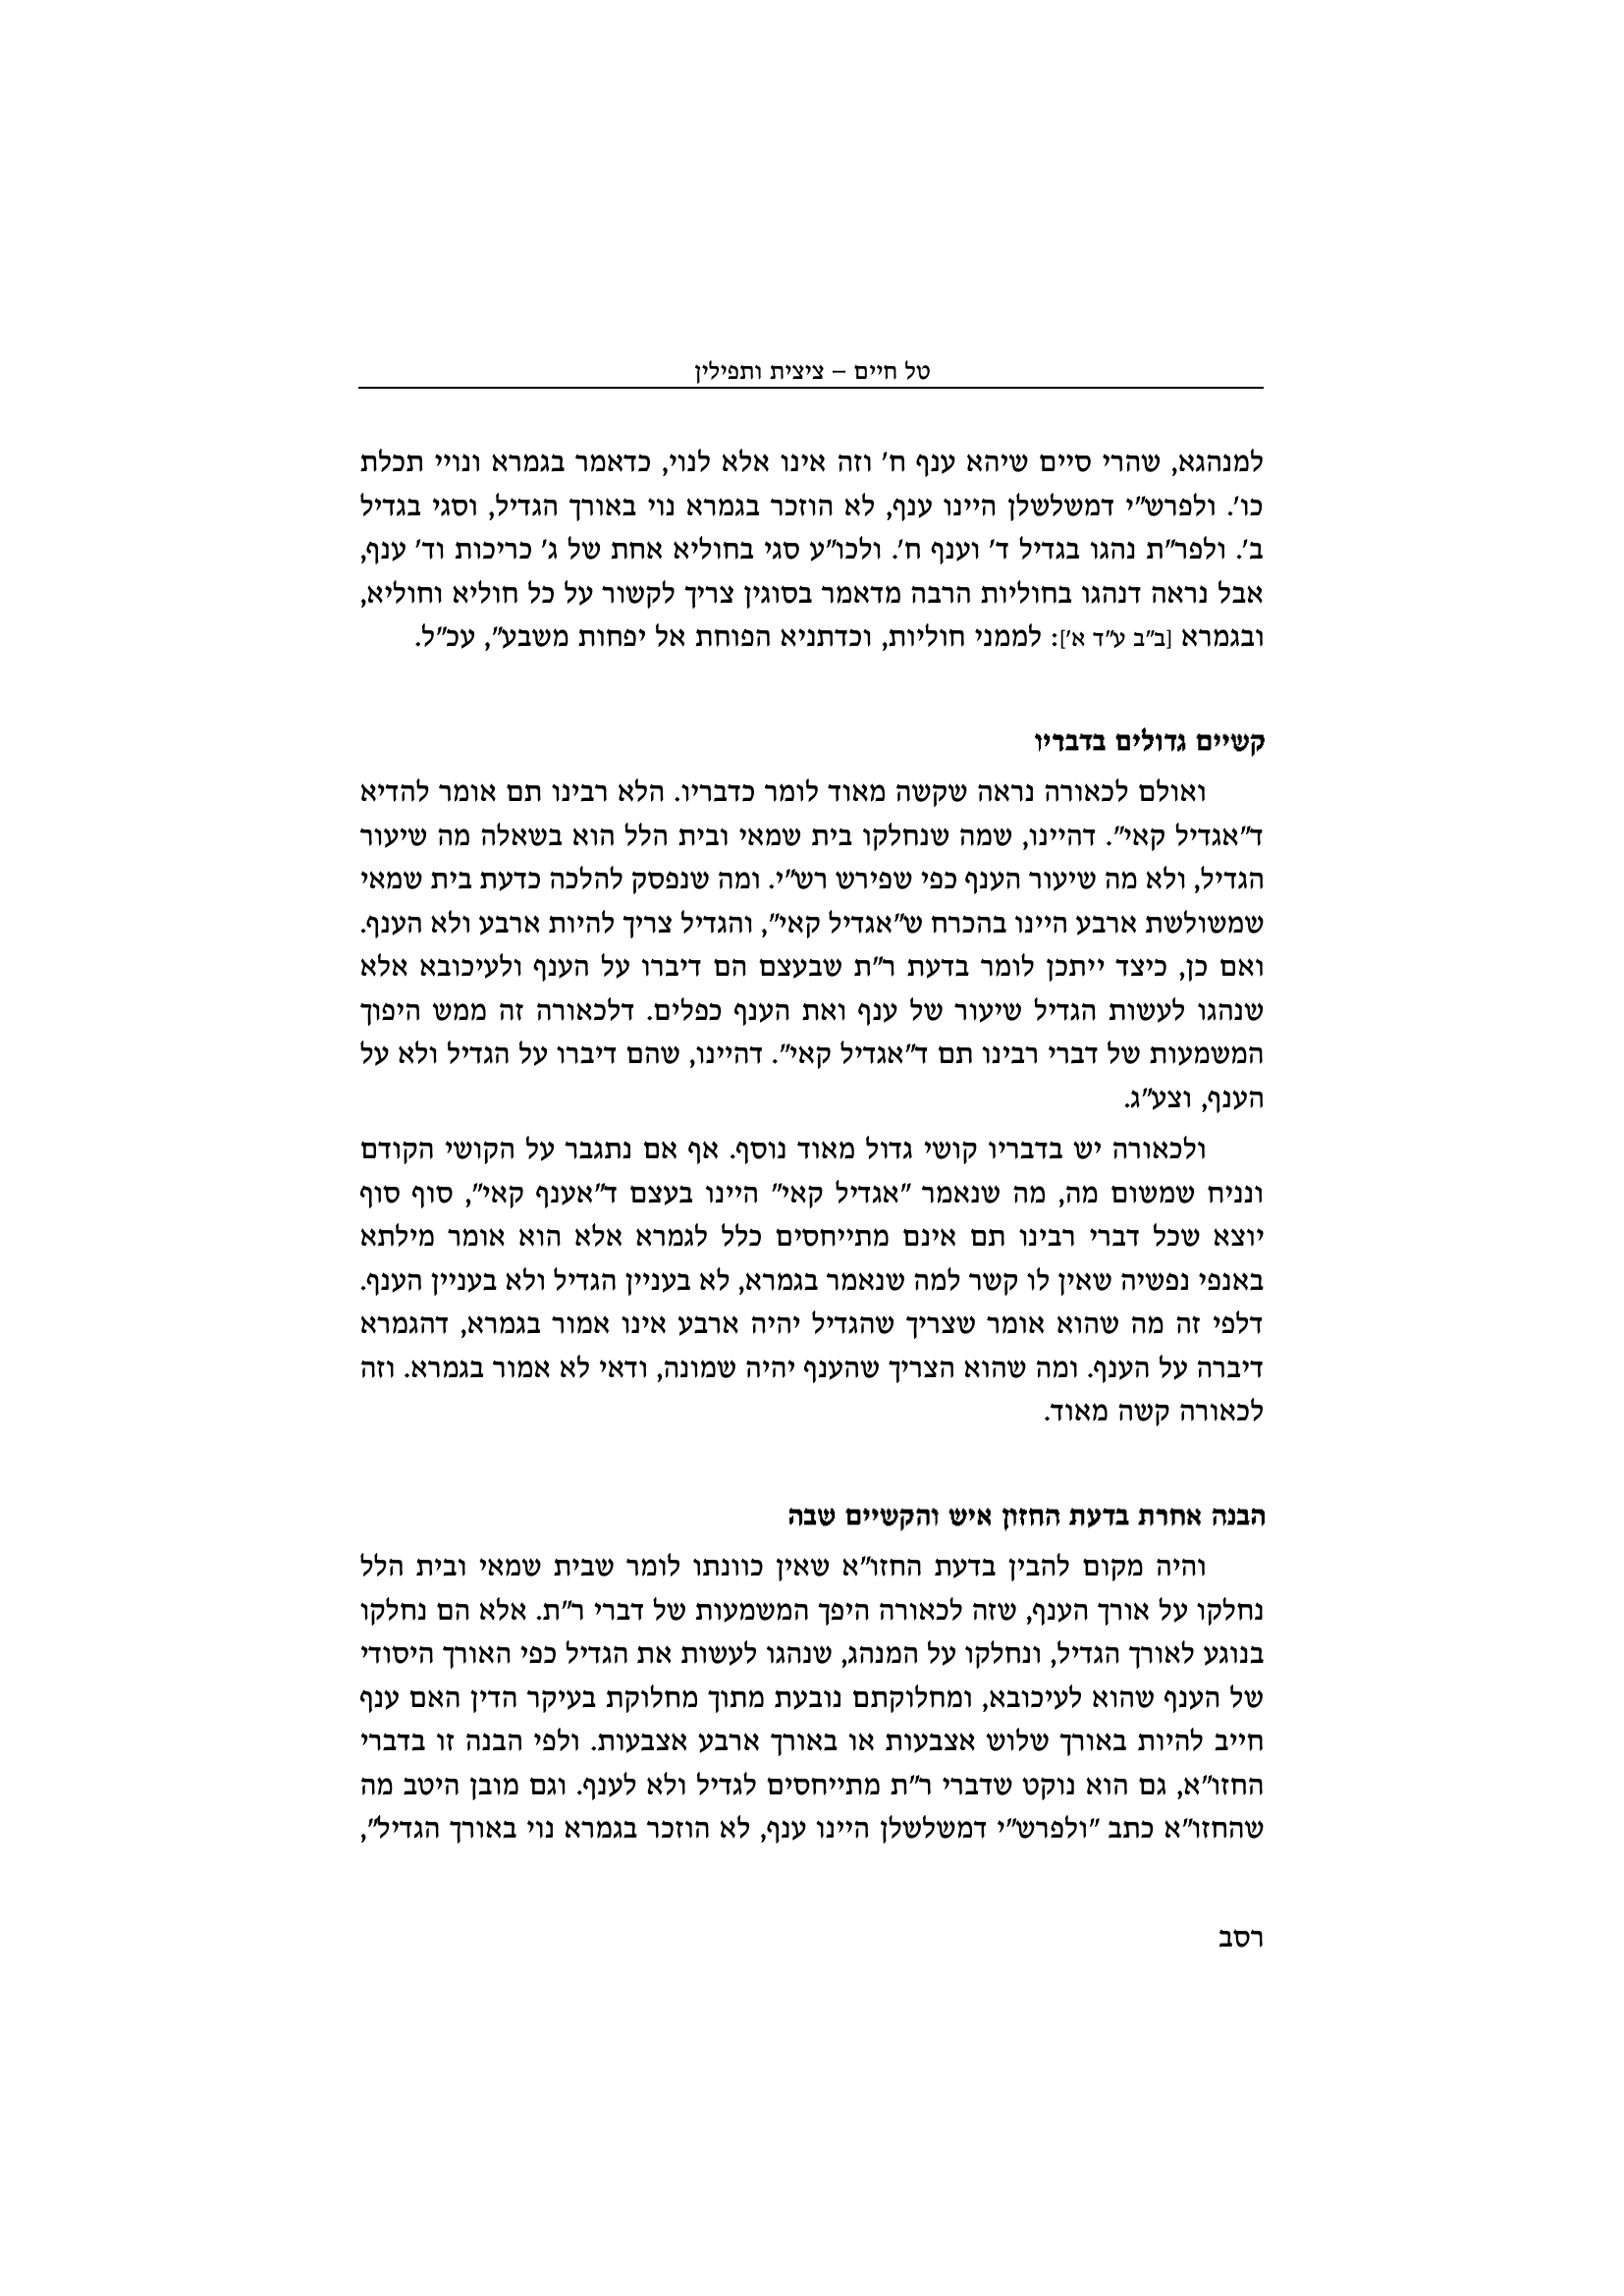 טל חיים – ציצית ותפילין
למנהגא, שהרי סיים שיהא ענף ח' וזה אינו אלא לנוי, כדאמר בגמרא ונויי תכלת
כו'. ולפרש"י דמשלשלן היינו ענף, לא הוזכר בגמרא נוי באורך הגדיל, וסגי בגדיל
ב'. ולפר"ת נהגו בגדיל ד' וענף ח'. ולכו"ע סגי בחוליא אחת של ג' כריכות וד' ענף,
אבל נראה דנהגו בחוליות הרבה מדאמר בסוגין צריך לקשור על כל חוליא וחוליא,
ובגמרא [ב"ב ע"ד א']: לממני חוליות, וכדתניא הפוחת אל יפחות משבע", עכ"ל.
קשיים גדולים בדבריו
ואולם לכאורה נראה שקשה מאוד לומר כדבריו. הלא רבינו תם אומר להדיא
ד"אגדיל קאי". דהיינו, שמה שנחלקו בית שמאי ובית הלל הוא בשאלה מה שיעור
הגדיל, ולא מה שיעור הענף כפי שפירש רש"י. ומה שנפסק להלכה כדעת בית שמאי
שמשולשת ארבע היינו בהכרח ש"אגדיל קאי", והגדיל צריך להיות ארבע ולא הענף.
ואם כן, כיצד ייתכן לומר בדעת ר"ת שבעצם הם דיברו על הענף ולעיכובא אלא
שנהגו לעשות הגדיל שיעור של ענף ואת הענף כפלים. דלכאורה זה ממש היפוך
המשמעות של דברי רבינו תם ד"אגדיל קאי". דהיינו, שהם דיברו על הגדיל ולא על
הענף, וצע"ג.
ולכאורה יש בדבריו קושי גדול מאוד נוסף. אף אם נתגבר על הקושי הקודם
ונניח שמשום מה, מה שנאמר "אגדיל קאי" היינו בעצם ד"אענף קאי", סוף סוף
יוצא שכל דברי רבינו תם אינם מתייחסים כלל לגמרא אלא הוא אומר מילתא
באנפי נפשיה שאין לו קשר למה שנאמר בגמרא, לא בעניין הגדיל ולא בעניין הענף.
דלפי זה מה שהוא אומר שצריך שהגדיל יהיה ארבע אינו אמור בגמרא, דהגמרא
דיברה על הענף. ומה שהוא הצריך שהענף יהיה שמונה, ודאי לא אמור בגמרא. וזה
לכאורה קשה מאוד.
הבנה אחרת בדעת החזון איש והקשיים שבה
והיה מקום להבין בדעת החזו"א שאין כוונתו לומר שבית שמאי ובית הלל
נחלקו על אורך הענף, שזה לכאורה היפך המשמעות של דברי ר"ת. אלא הם נחלקו
בנוגע לאורך הגדיל, ונחלקו על המנהג, שנהגו לעשות את הגדיל כפי האורך היסודי
של הענף שהוא לעיכובא, ומחלוקתם נובעת מתוך מחלוקת בעיקר הדין האם ענף
חייב להיות באורך שלוש אצבעות או באורך ארבע אצבעות. ולפי הבנה זו בדברי
החזו"א, גם הוא נוקט שדברי ר"ת מתייחסים לגדיל ולא לענף. וגם מובן היטב מה
שהחזו"א כתב "ולפרש"י דמשלשלן היינו ענף, לא הוזכר בגמרא נוי באורך הגדיל",
רסב